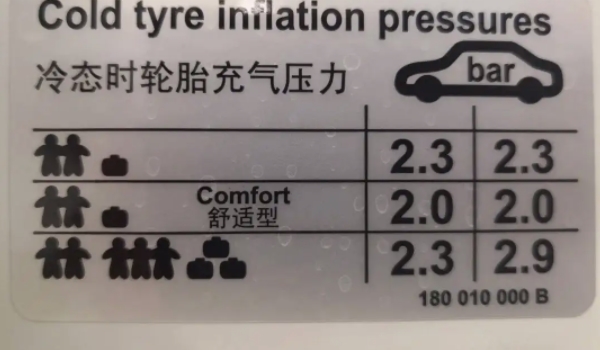 Cold tyre inflation pressures
冷态时轮胎充气压力
bar
2.3 2.3
Comfort
舒适型
2.0 2.0
2.3 2.9
180 010 000 B